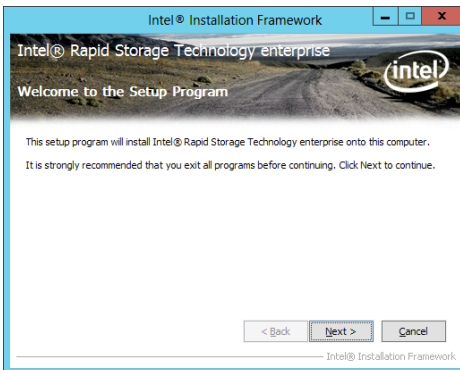 Intel® Installation Framework
Intel® Rapid Storage Technology enterprise
intel
Welcome to the Setup Program
This setup program will install Intel® Rapid Storage Technology enterprise onto this computer.
It is strongly recommended that you exit all programs before continuing. Click Next to continue.
< Back Next > Cancel
Intel® Installation Framework